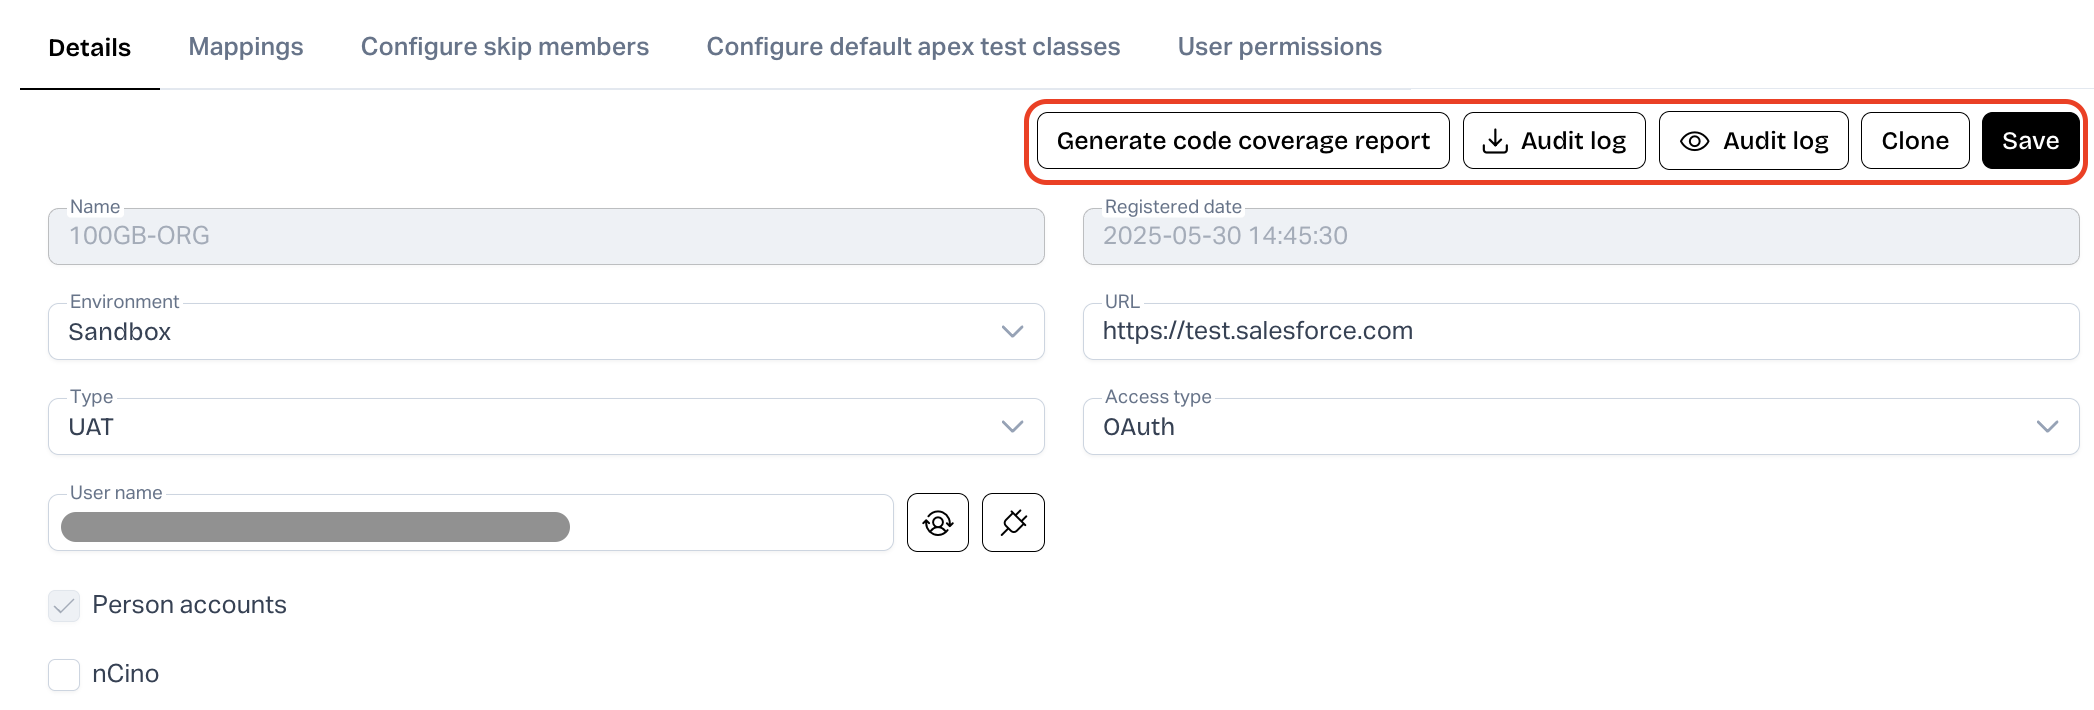 Details Mappings Configure skip members Configure default apex test classes User permissions
Generate code coverage report Audit log Audit log Clone Save
Name Registered date
100GB-ORG 2025-05-30 14:45:30
Environment URL
Sandbox https://test.salesforce.com
Type Access type
UAT OAuth
User name
Person accounts
nCino